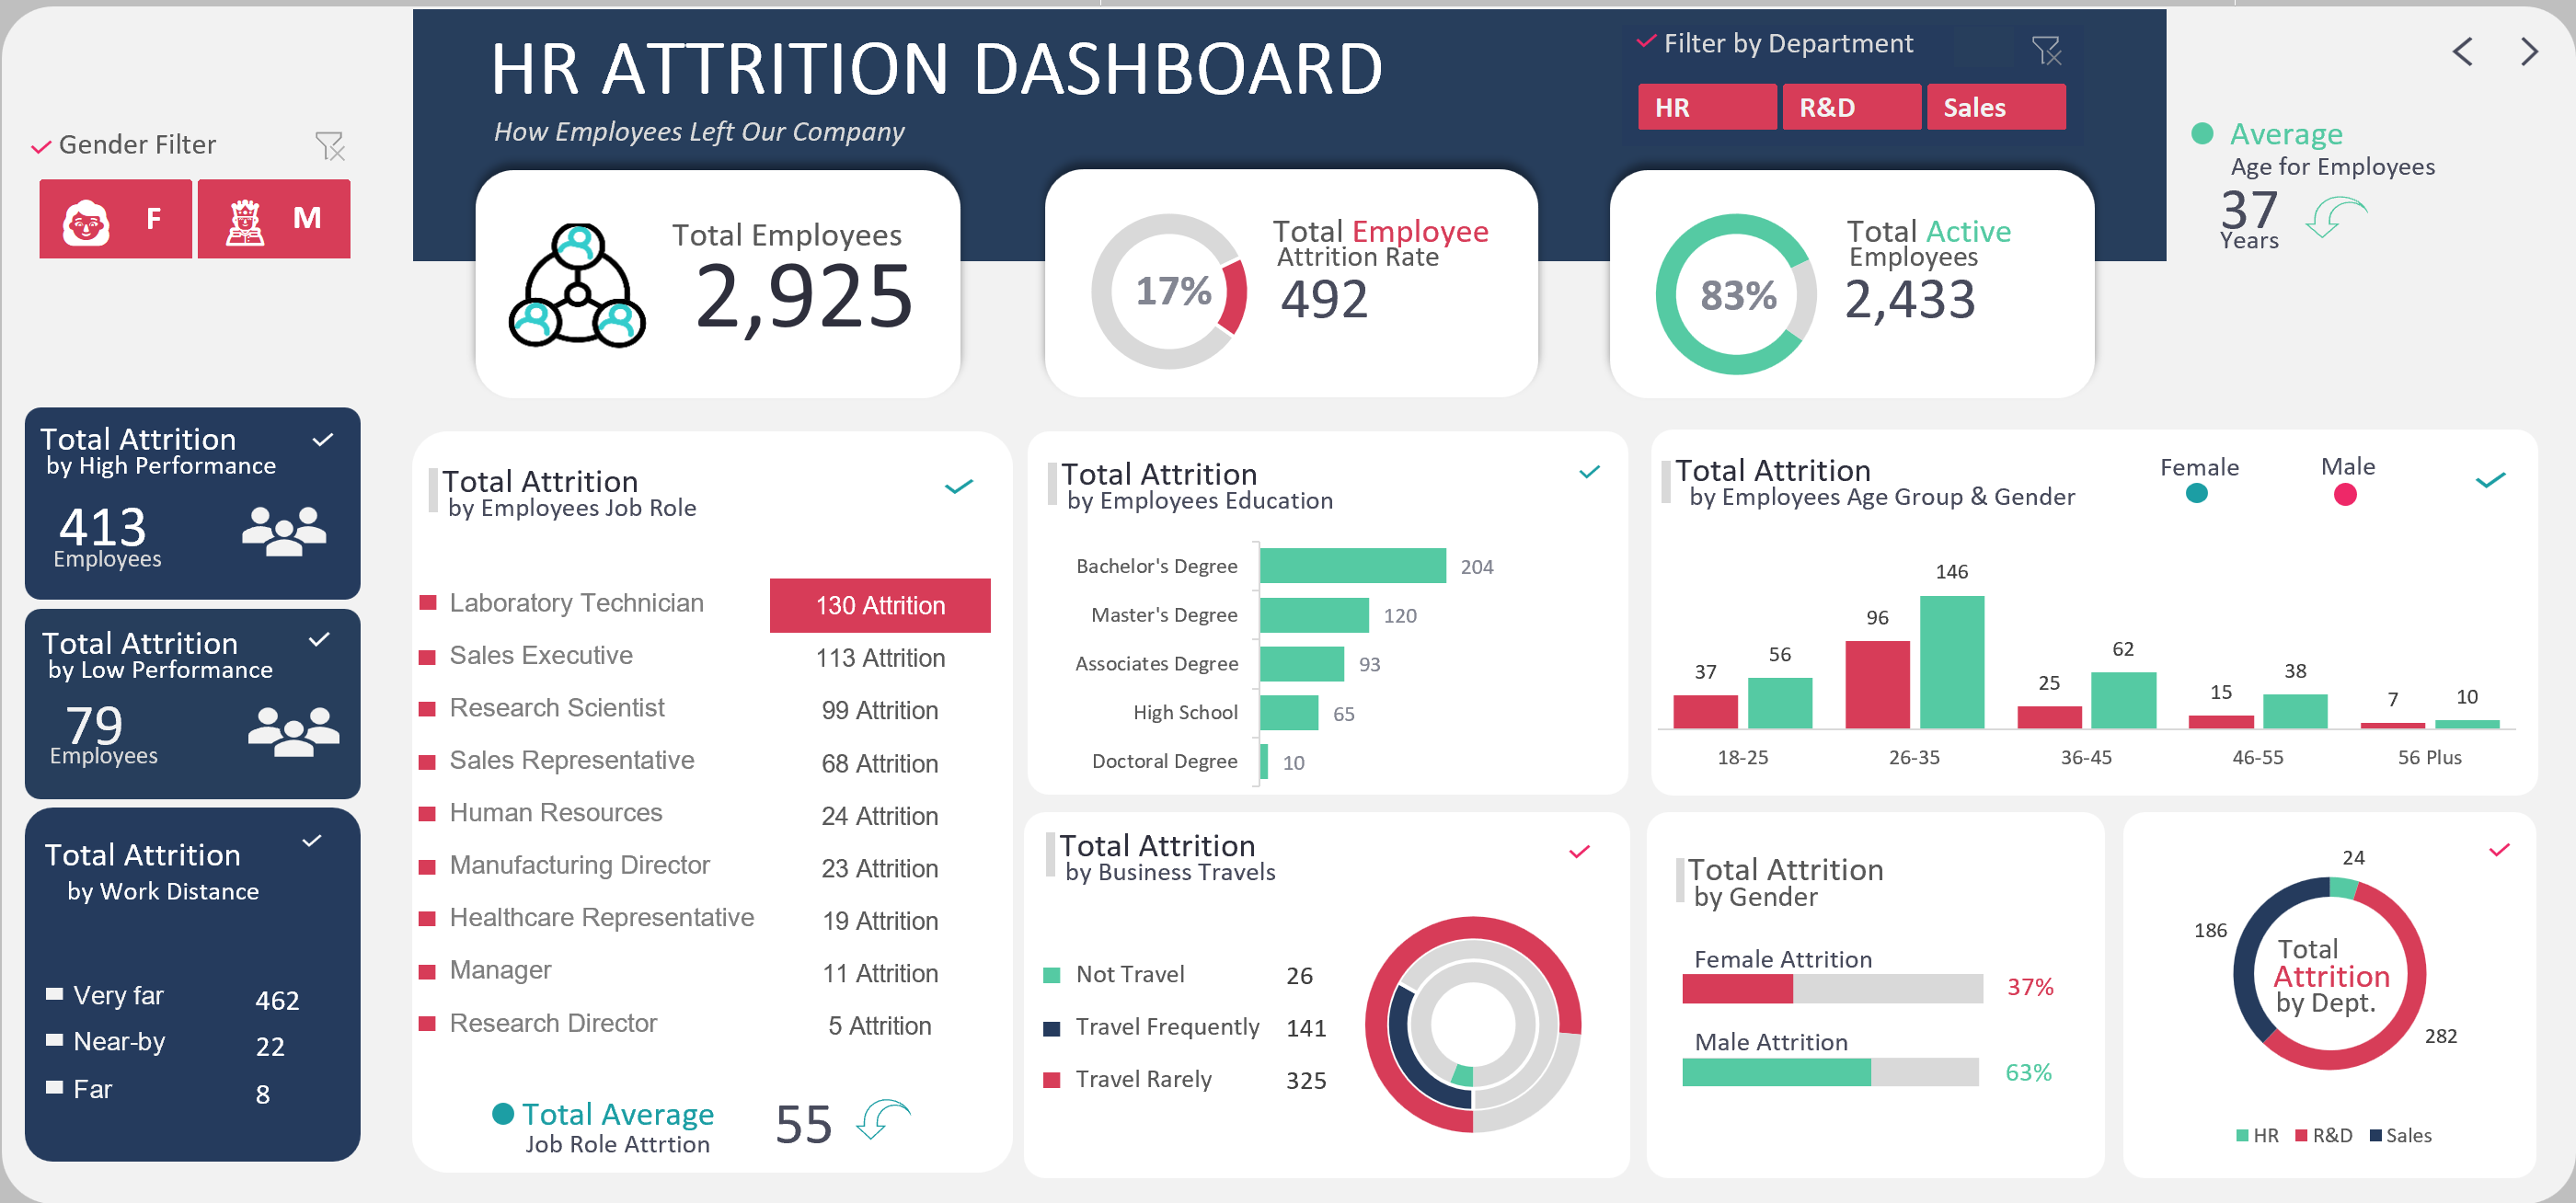 HR ATTRITION DASHBOARD
How Employees Left Our Company
Filter by Department
HR
R&D
Sales
Gender Filter
F
M
Average
Age for Employees
37
Years
Total Employees
2,925
17%
Total Employee
Attrition Rate
492
83%
Total Active
Employees
2,433
Total Attrition
by High Performance
413
Employees
Total Attrition
by Low Performance
79
Employees
Total Attrition
by Work Distance
Very far 462
Near-by 22
Far 8
Total Attrition
by Employees Job Role
Laboratory Technician 130 Attrition
Sales Executive 113 Attrition
Research Scientist 99 Attrition
Sales Representative 68 Attrition
Human Resources 24 Attrition
Manufacturing Director 23 Attrition
Healthcare Representative 19 Attrition
Manager 11 Attrition
Research Director 5 Attrition
Total Average
Job Role Attrtion
55
Total Attrition
by Employees Education
Bachelor's Degree 204
Master's Degree 120
Associates Degree 93
High School 65
Doctoral Degree 10
Total Attrition
by Employees Age Group & Gender
Female
Male
37 56 96 146 25 62 15 38 7 10
18-25 26-35 36-45 46-55 56 Plus
Total Attrition
by Business Travels
Not Travel 26
Travel Frequently 141
Travel Rarely 325
Total Attrition
by Gender
Female Attrition
37%
Male Attrition
63%
24
186
282
Total
Attrition
by Dept.
HR R&D Sales